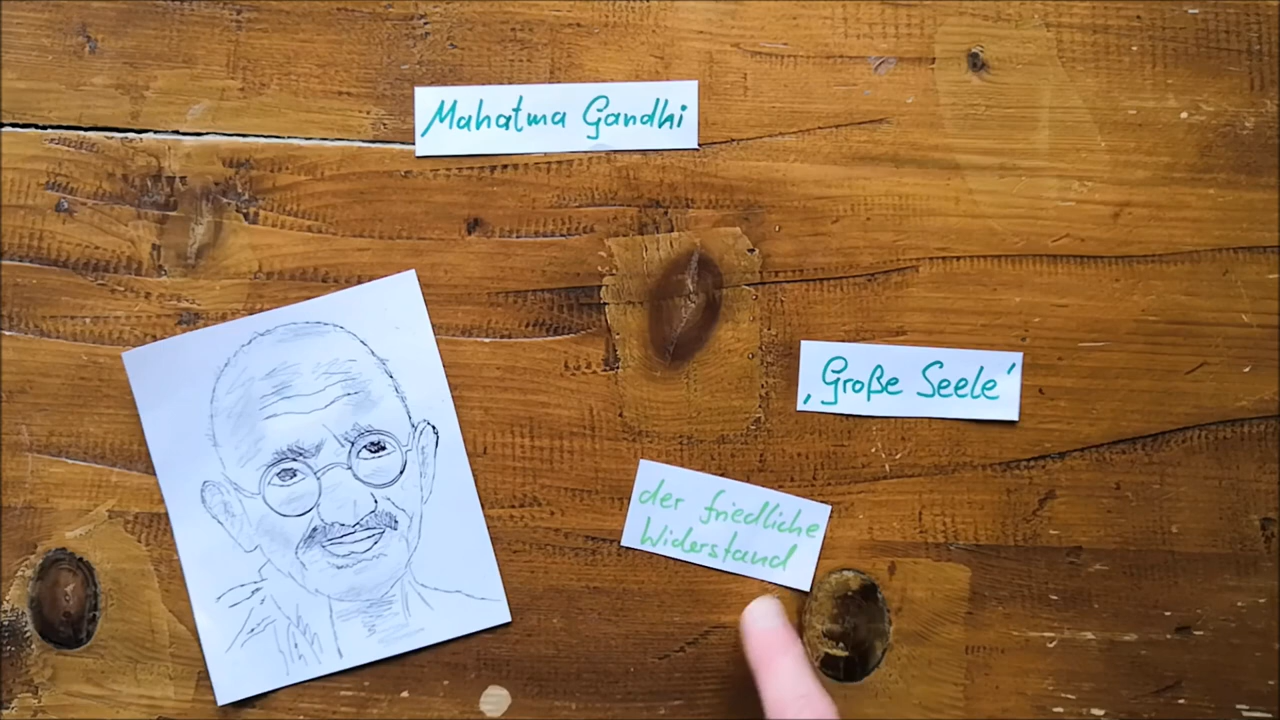 Mahatma Gandhi
‚Große Seele‘
der friedliche
Widerstand